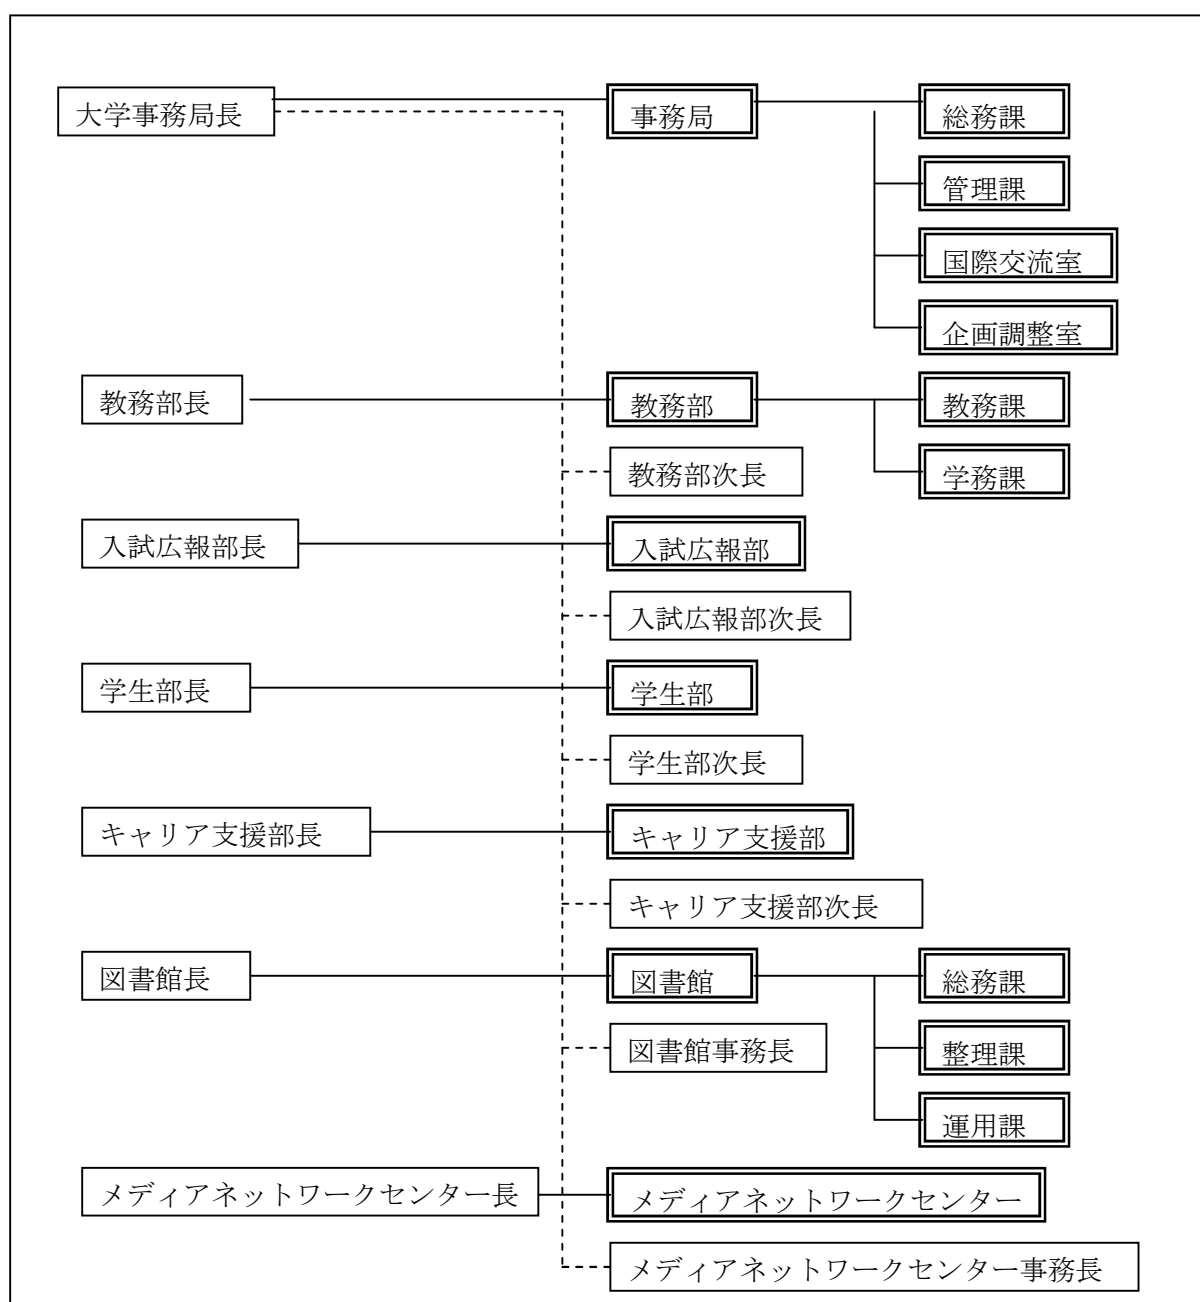 大学事務局長 事務局 総務課
管理課
国際交流室
企画調整室
教務部長 教務部 教務課
教務部次長 学務課
入試広報部長 入試広報部
入試広報部次長
学生部長 学生部
学生部次長
キャリア支援部長 キャリア支援部
キャリア支援部次長
図書館長 図書館 総務課
図書館事務長 整理課
運用課
メディアネットワークセンター長 メディアネットワークセンター
メディアネットワークセンター事務長